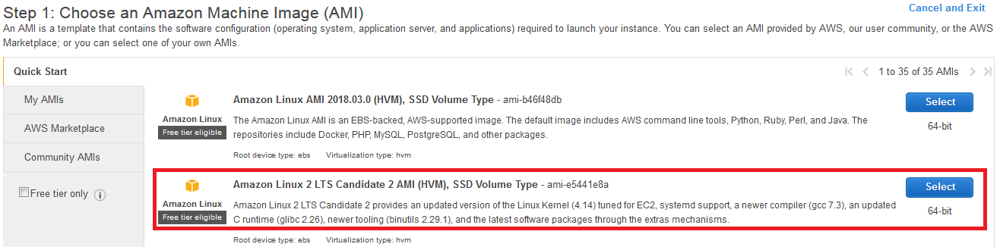 Cancel and Exit
Step 1: Choose an Amazon Machine Image (AMI)
An AMI is a template that contains the software configuration (operating system, application server, and applications) required to launch your instance. You can select an AMI provided by AWS, our user community, or the AWS
Marketplace; or you can select one of your own AMIs.
Quick Start
1 to 35 of 35 AMIs
My AMIs
AWS Marketplace
Community AMIs
Free tier only
Amazon Linux AMI 2018.03.0 (HVM), SSD Volume Type - ami-b46f48db
Select
Amazon Linux
Free tier eligible
The Amazon Linux AMI is an EBS-backed, AWS-supported image. The default image includes AWS command line tools, Python, Ruby, Perl, and Java. The
repositories include Docker, PHP, MySQL, PostgreSQL, and other packages.
64-bit
Root device type: ebs Virtualization type: hvm
Amazon Linux 2 LTS Candidate 2 AMI (HVM), SSD Volume Type - ami-e5441e8a
Select
Amazon Linux
Free tier eligible
Amazon Linux 2 LTS Candidate 2 provides an updated version of the Linux Kernel (4.14) tuned for EC2, systemd support, a newer compiler (gcc 7.3), an updated
C runtime (glibc 2.26), newer tooling (binutils 2.29.1), and the latest software packages through the extras mechanisms.
64-bit
Root device type: ebs Virtualization type: hvm